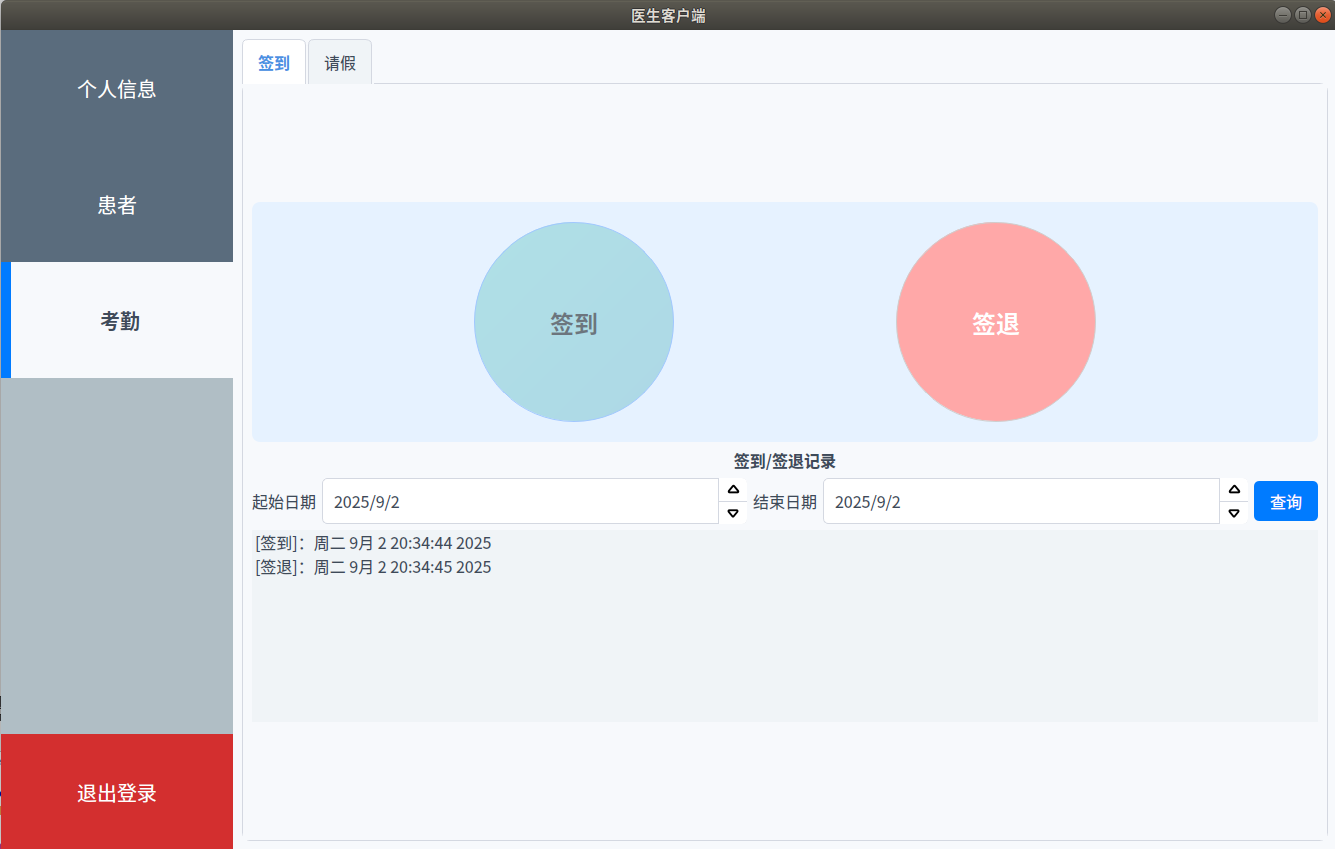 医生客户端
个人信息
患者
考勤
退出登录
签到 请假
签到 签退
签到/签退记录
起始日期 2025/9/2 结束日期 2025/9/2 查询
[签到]：周二 9月 2 20:34:44 2025
[签退]：周二 9月 2 20:34:45 2025